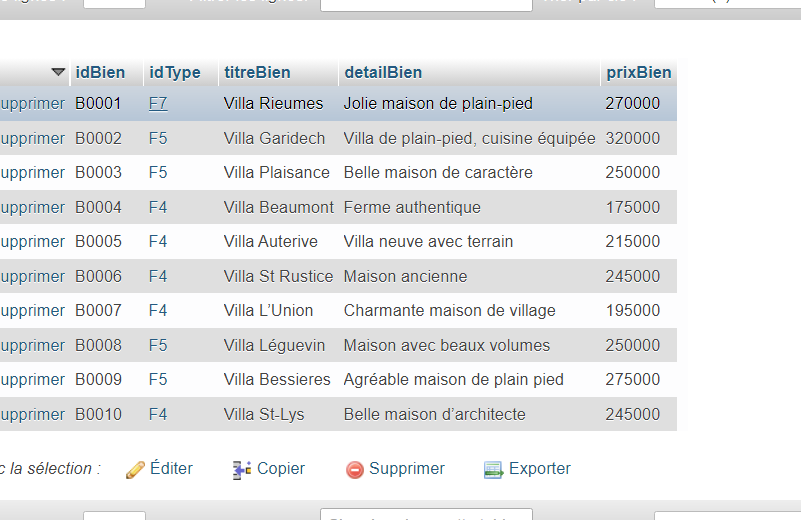 idBien idType titreBien detailBien prixBien
upprimer B0001 F7 Villa Rieumes Jolie maison de plain-pied 270000
upprimer B0002 F5 Villa Garidech Villa de plain-pied, cuisine équipée 320000
upprimer B0003 F5 Villa Plaisance Belle maison de caractère 250000
upprimer B0004 F4 Villa Beaumont Ferme authentique 175000
upprimer B0005 F4 Villa Auterive Villa neuve avec terrain 215000
upprimer B0006 F4 Villa St Rustice Maison ancienne 245000
upprimer B0007 F4 Villa L’Union Charmante maison de village 195000
upprimer B0008 F5 Villa Léguevin Maison avec beaux volumes 250000
upprimer B0009 F5 Villa Bessieres Agréable maison de plain pied 275000
upprimer B0010 F4 Villa St-Lys Belle maison d’architecte 245000
c la sélection : Éditer Copier Supprimer Exporter